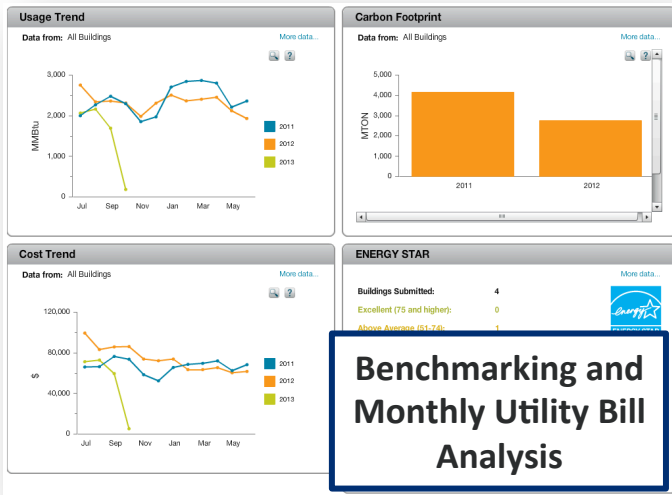 Usage Trend
Data from: All Buildings
More data...
3,000
2,000
1,000
0
MMBtu
Jul Sep Nov Jan Mar May
2011
2012
2013
Carbon Footprint
Data from: All Buildings
More data...
5,000
4,000
3,000
2,000
1,000
0
MTON
2011 2012
Cost Trend
Data from: All Buildings
More data...
120,000
80,000
40,000
0
$
Jul Sep Nov Jan Mar May
2011
2012
2013
ENERGY STAR
More data...
Buildings Submitted: 4
Excellent (75 and higher): 0
Above Average (51-74): 1
energy
ENERGY STAR
Benchmarking and
Monthly Utility Bill
Analysis